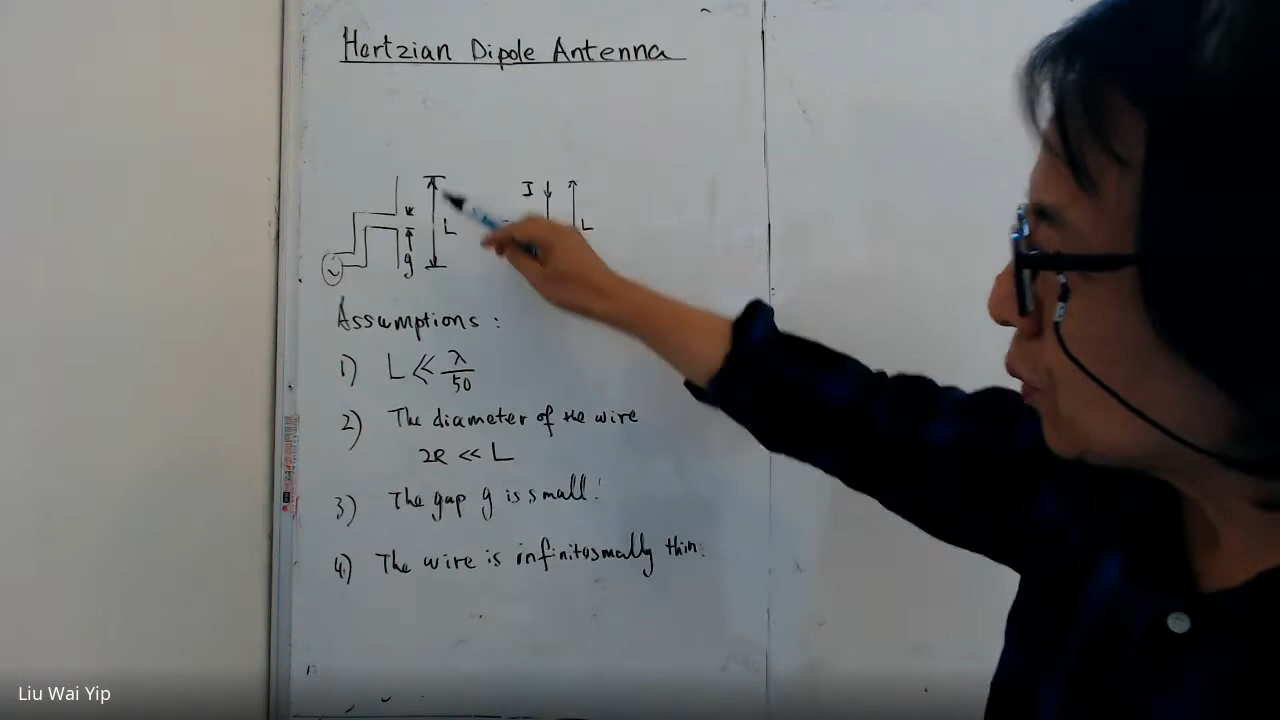 Hertzian Dipole Antenna
I
L
L
g
Assumptions :
1) L ≪ λ/50
2) The diameter of the wire
2R << L
3) The gap g is small !
4) The wire is infinitosmally thin.
Liu Wai Yip